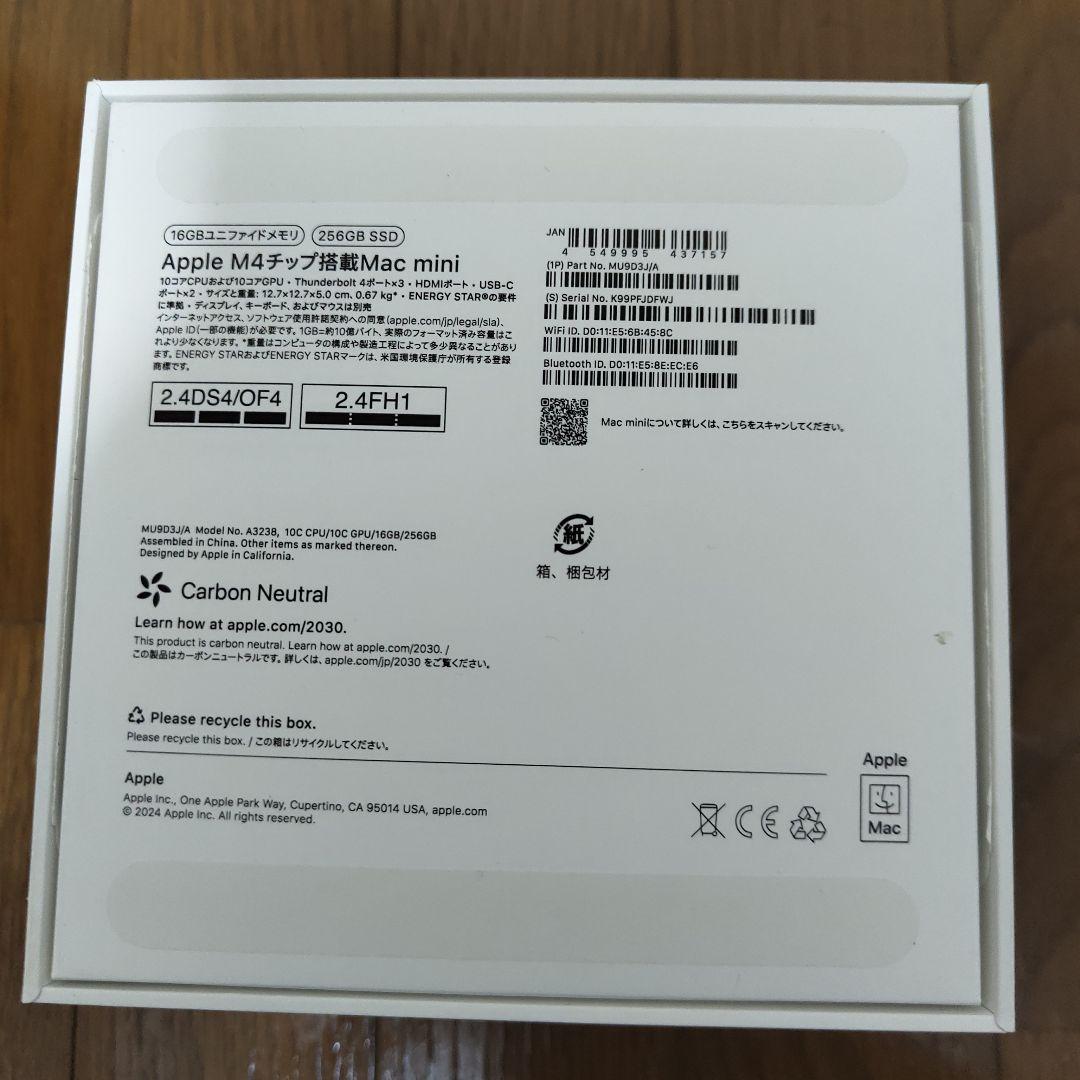 16GBユニファイドメモリ 256GB SSD
Apple M4チップ搭載Mac mini
10コアCPUおよび10コアGPU・Thunderbolt 4ポート×3・HDMIポート・USB-C
ポート×2・サイズと重量: 12.7×12.7×5.0 cm、0.67 kg*・ENERGY STAR®の要件
に準拠・ディスプレイ、キーボード、およびマウスは別売
インターネットアクセス、ソフトウェア使用許諾契約への同意(apple.com/jp/legal/sla)、
Apple ID(一部の機能)が必要です。1GB=約10億バイト、実際のフォーマット済み容量はこ
れより少なくなります。*重量はコンピュータの構成や製造工程によって多少異なることがあり
ます。ENERGY STARおよびENERGY STARマークは、米国環境保護庁が所有する登録
商標です。
2.4DS4/OF4
2.4FH1
JAN
4 549995 437157
(1P) Part No. MU9D3J/A
(S) Serial No. K99PFJDFWJ
WiFi ID. D0:11:E5:6B:45:8C
Bluetooth ID. D0:11:E5:8E:EC:E6
Mac miniについて詳しくは、こちらをスキャンしてください。
MU9D3J/A Model No. A3238, 10C CPU/10C GPU/16GB/256GB
Assembled in China. Other items as marked thereon.
Designed by Apple in California.
紙
箱、梱包材
Carbon Neutral
Learn how at apple.com/2030.
This product is carbon neutral. Learn how at apple.com/2030. /
この製品はカーボンニュートラルです。詳しくは、apple.com/jp/2030 をご覧ください。
Please recycle this box.
Please recycle this box. / この箱はリサイクルしてください。
Apple
Apple Inc., One Apple Park Way, Cupertino, CA 95014 USA, apple.com
© 2024 Apple Inc. All rights reserved.
CE
Apple
Mac